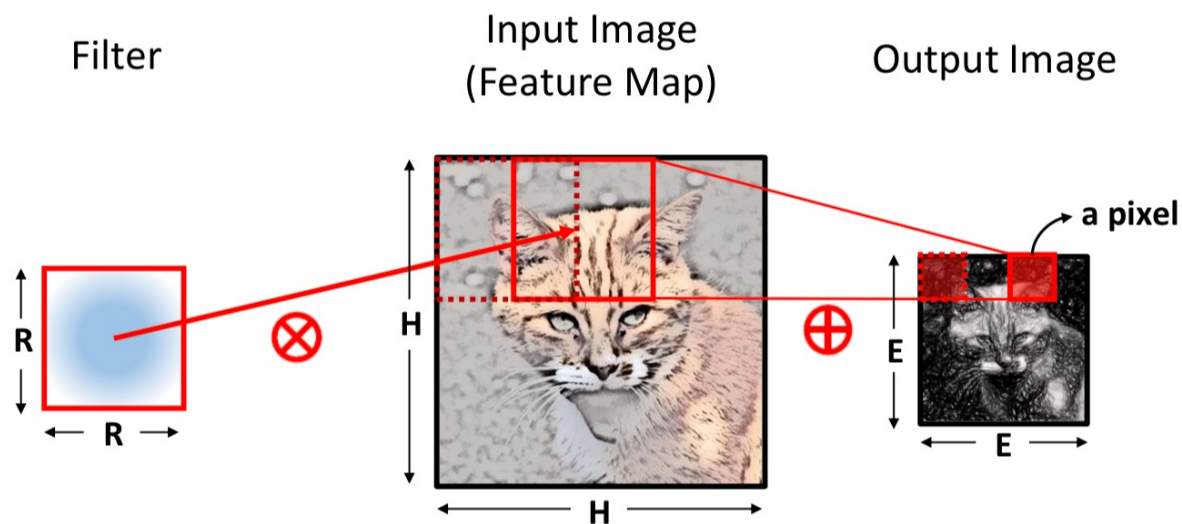 Filter
Input Image
(Feature Map)
Output Image
a pixel
R
R
H
H
E
E